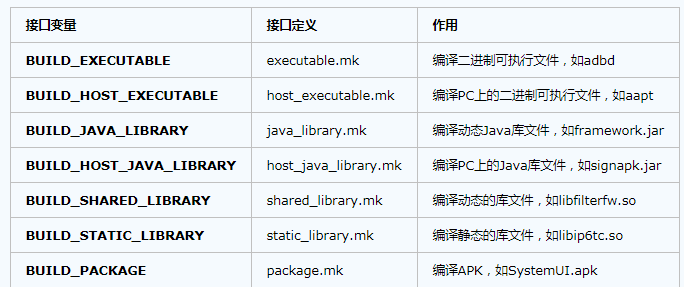 接口变量 接口定义 作用
BUILD_EXECUTABLE executable.mk 编译二进制可执行文件，如adbd
BUILD_HOST_EXECUTABLE host_executable.mk 编译PC上的二进制可执行文件，如aapt
BUILD_JAVA_LIBRARY java_library.mk 编译动态Java库文件，如framework.jar
BUILD_HOST_JAVA_LIBRARY host_java_library.mk 编译PC上的Java库文件，如signapk.jar
BUILD_SHARED_LIBRARY shared_library.mk 编译动态的库文件，如libfilterfw.so
BUILD_STATIC_LIBRARY static_library.mk 编译静态的库文件，如libip6tc.so
BUILD_PACKAGE package.mk 编译APK，如SystemUI.apk